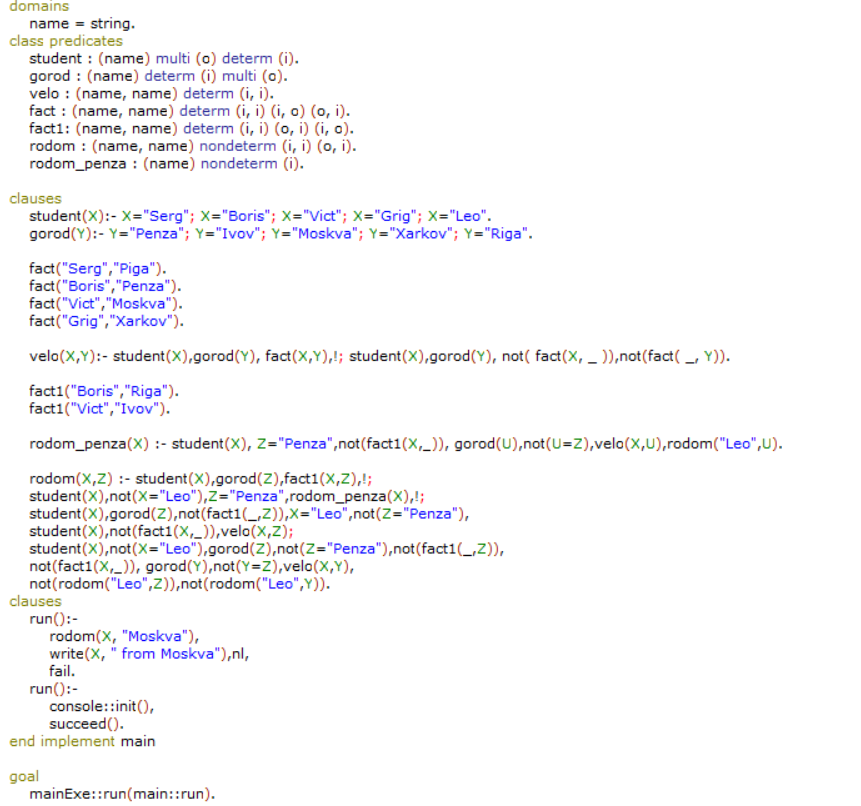 domains
name = string.
class predicates
student : (name) multi (o) determ (i).
gorod : (name) determ (i) multi (o).
velo : (name, name) determ (i, i).
fact : (name, name) determ (i, i) (i, o) (o, i).
fact1: (name, name) determ (i, i) (o, i) (i, o).
rodom : (name, name) nondeterm (i, i) (o, i).
rodom_penza : (name) nondeterm (i).
clauses
student(X):- X="Serg"; X="Boris"; X="Vict"; X="Grig"; X="Leo".
gorod(Y):- Y="Penza"; Y="Ivov"; Y="Moskva"; Y="Xarkov"; Y="Riga".
fact("Serg","Piga").
fact("Boris","Penza").
fact("Vict","Moskva").
fact("Grig","Xarkov").
velo(X,Y):- student(X),gorod(Y), fact(X,Y),!; student(X),gorod(Y), not( fact(X, _ )),not(fact( _, Y)).
fact1("Boris","Riga").
fact1("Vict","Ivov").
rodom_penza(X) :- student(X), Z="Penza",not(fact1(X,_)), gorod(U),not(U=Z),velo(X,U),rodom("Leo",U).
rodom(X,Z) :- student(X),gorod(Z),fact1(X,Z),!;
student(X),not(X="Leo"),Z="Penza",rodom_penza(X),!;
student(X),gorod(Z),not(fact1(_,Z)),X="Leo",not(Z="Penza"),
student(X),not(fact1(X,_)),velo(X,Z);
student(X),not(X="Leo"),gorod(Z),not(Z="Penza"),not(fact1(_,Z)),
not(fact1(X,_)), gorod(Y),not(Y=Z),velo(X,Y),
not(rodom("Leo",Z)),not(rodom("Leo",Y)).
clauses
run():-
rodom(X, "Moskva"),
write(X, " from Moskva"),nl,
fail.
run():-
console::init(),
succeed().
end implement main
goal
mainExe::run(main::run).